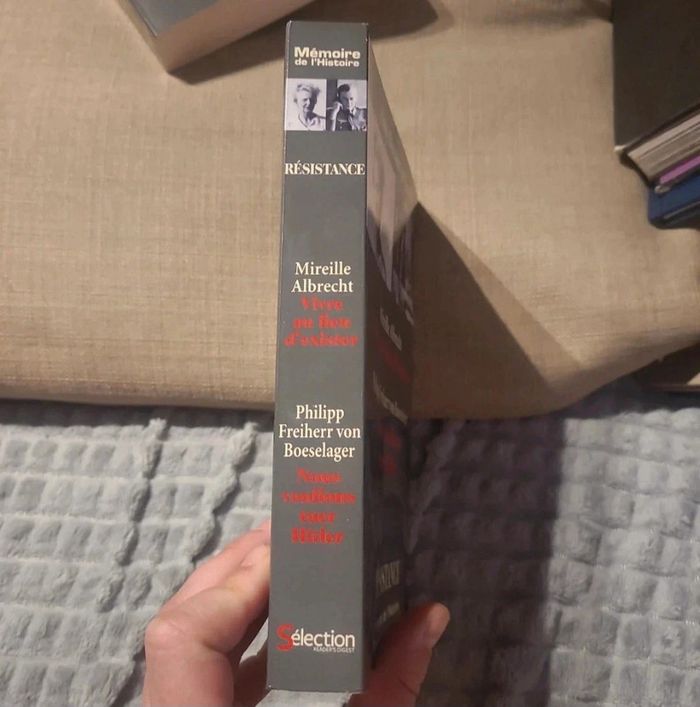 Mémoire
de l'Histoire
RÉSISTANCE
Mireille
Albrecht
Vivre
au lieu
d'exister
Philipp
Freiherr von
Boeselager
Nous
voulions
tuer
Hitler
Sélection
READER'S DIGEST